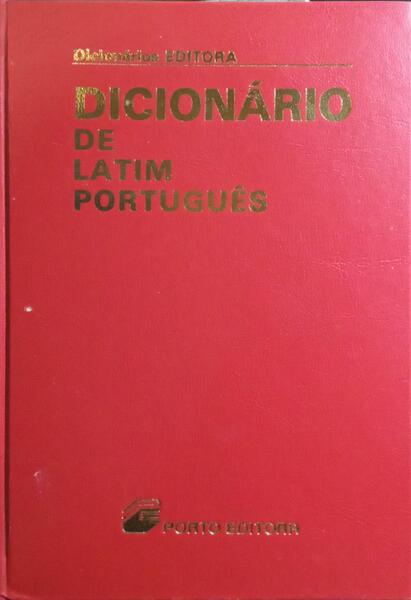 Dicionários EDITORA
DICIONÁRIO
DE
LATIM
PORTUGUÊS
PORTO EDITORA